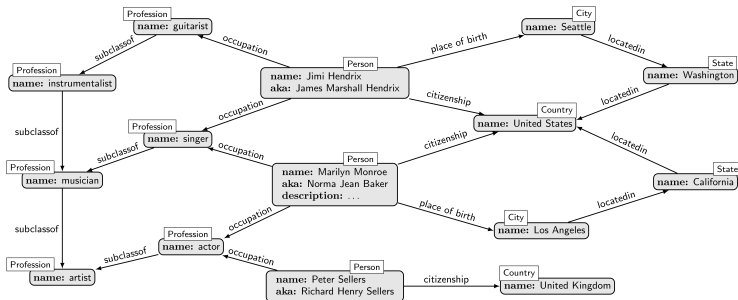 Profession
name: guitarist
City
name: Seattle
subclassof
occupation
place of birth
locatedin
Profession
name: instrumentalist
Person
name: Jimi Hendrix
aka: James Marshall Hendrix
State
name: Washington
occupation
citizenship
locatedin
Country
name: United States
subclassof
Profession
name: singer
subclassof
occupation
citizenship
locatedin
Profession
name: musician
Person
name: Marilyn Monroe
aka: Norma Jean Baker
description: ...
State
name: California
place of birth
locatedin
occupation
City
name: Los Angeles
subclassof
Profession
name: actor
subclassof
occupation
Profession
name: artist
Person
name: Peter Sellers
aka: Richard Henry Sellers
citizenship
Country
name: United Kingdom